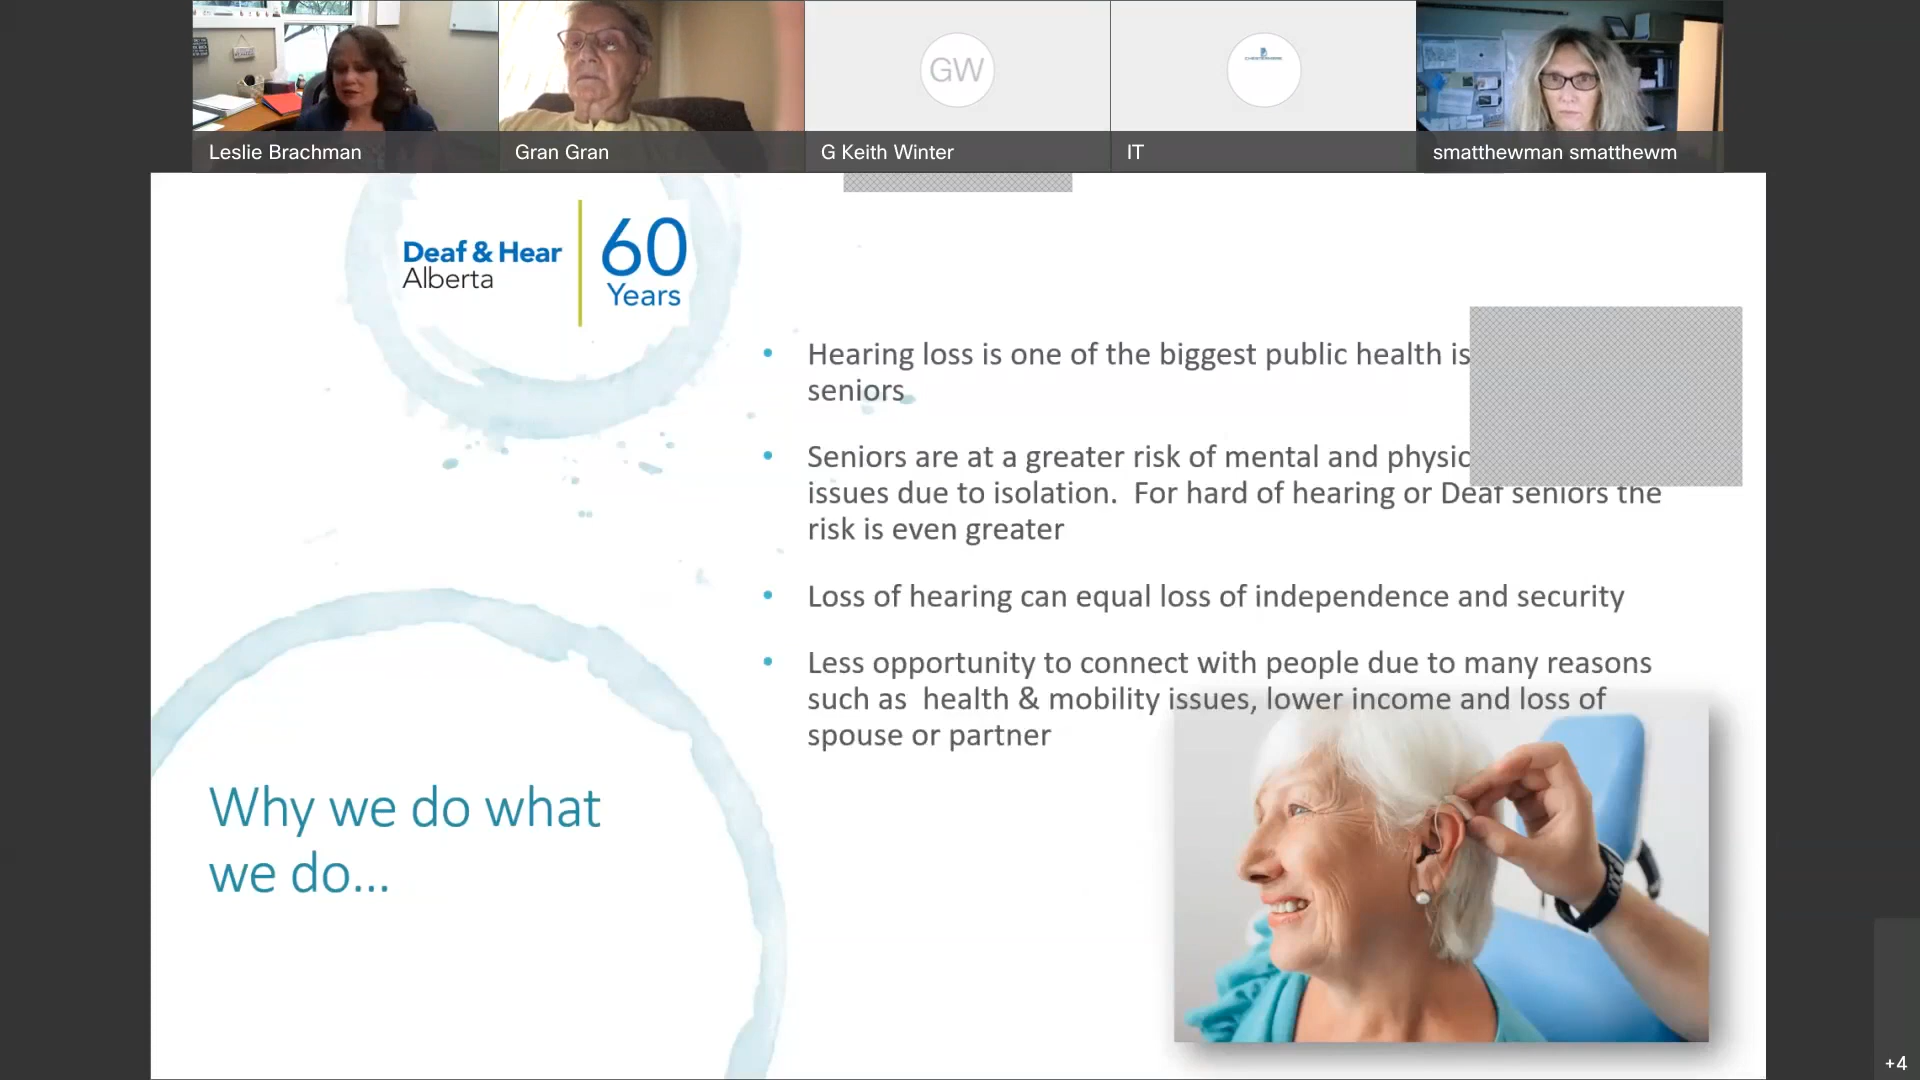 Leslie Brachman
Gran Gran
GW
G Keith Winter
IT
smatthewman smatthewm
Deaf & Hear
Alberta
60
Years
• Hearing loss is one of the biggest public health is
seniors
• Seniors are at a greater risk of mental and physic
issues due to isolation.  For hard of hearing or Deaf seniors the
risk is even greater
• Loss of hearing can equal loss of independence and security
• Less opportunity to connect with people due to many reasons
such as  health & mobility issues, lower income and loss of
spouse or partner
Why we do what
we do...
+4